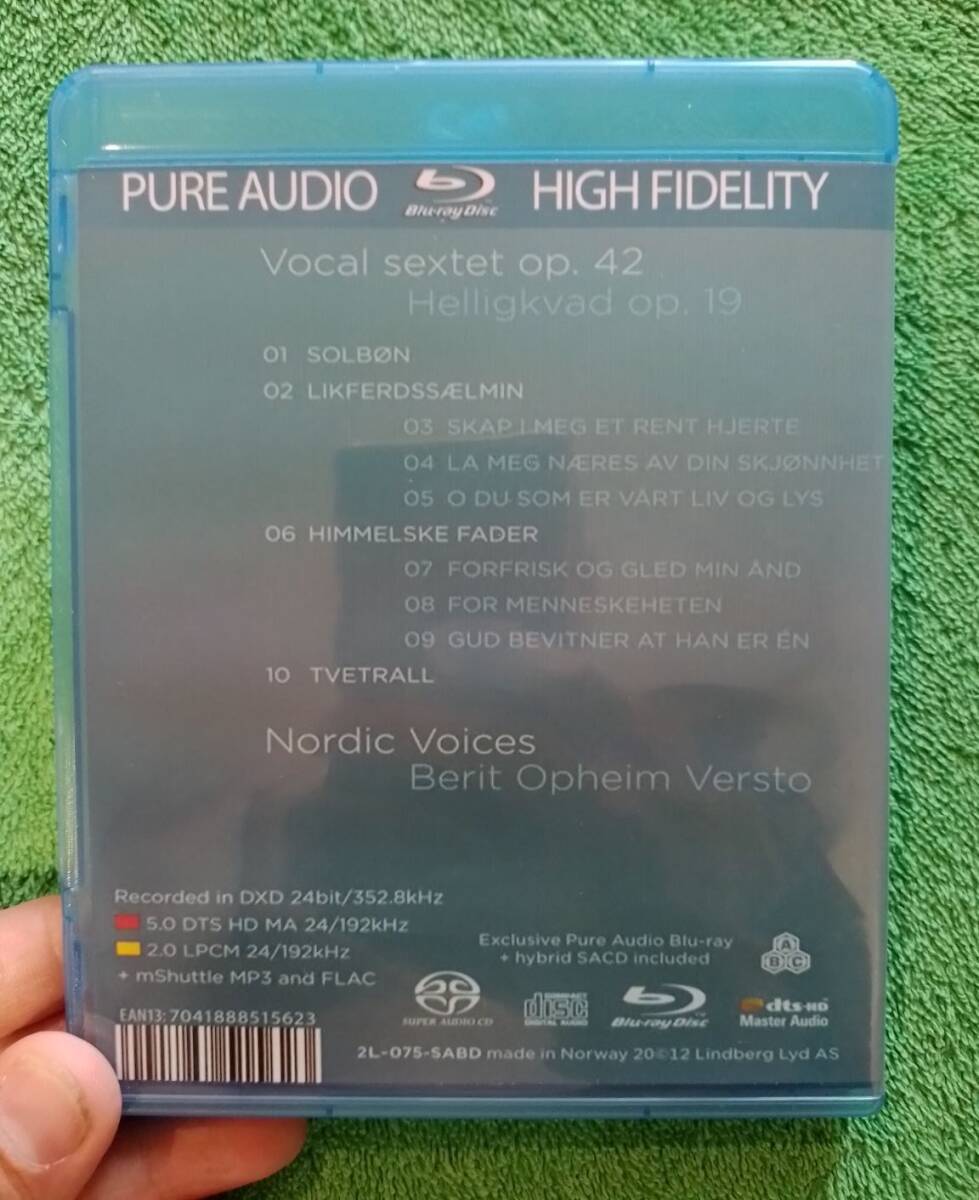 PURE AUDIO Blu-ray Disc HIGH FIDELITY
Vocal sextet op. 42
Helligkvad op. 19
01 SOLBØN
02 LIKFERDSSÆLMIN
03 SKAP I MEG ET RENT HJERTE
04 LA MEG NÆRES AV DIN SKJØNNHET
05 O DU SOM ER VÅRT LIV OG LYS
06 HIMMELSKE FADER
07 FORFRISK OG GLED MIN ÅND
08 FOR MENNESKEHETEN
09 GUD BEVITNER AT HAN ER ÉN
10 TVETRALL
Nordic Voices
Berit Opheim Versto
Recorded in DXD 24bit/352.8kHz
5.0 DTS HD MA 24/192kHz
2.0 LPCM 24/192kHz
+ mShuttle MP3 and FLAC
Exclusive Pure Audio Blu-ray
+ hybrid SACD included
A
B C
EAN13: 7041888515623
SUPER AUDIO CD
COMPACT disc DIGITAL AUDIO
Blu-ray Disc
dts-HD Master Audio
2L-075-SABD made in Norway 20©12 Lindberg Lyd AS